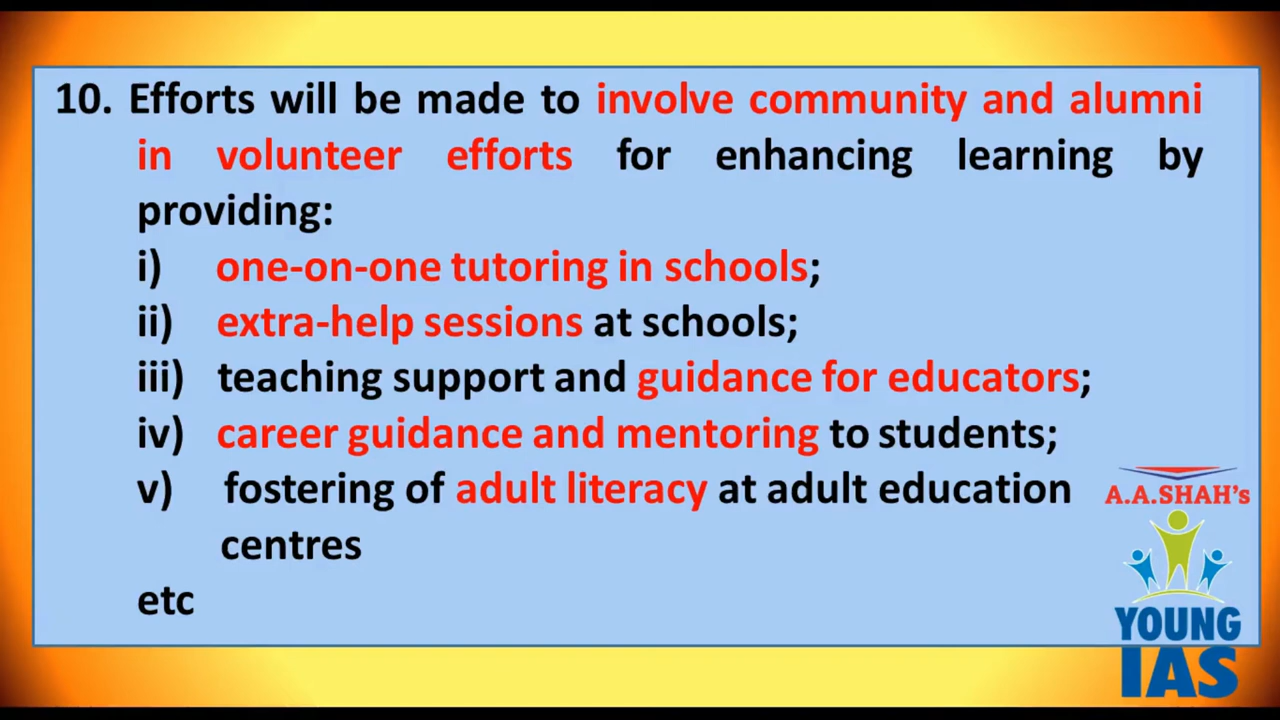 10. Efforts will be made to involve community and alumni
in volunteer efforts for enhancing learning by
providing:
i) one-on-one tutoring in schools;
ii) extra-help sessions at schools;
iii) teaching support and guidance for educators;
iv) career guidance and mentoring to students;
v) fostering of adult literacy at adult education
centres
etc
A.A.SHAH's
YOUNG
IAS